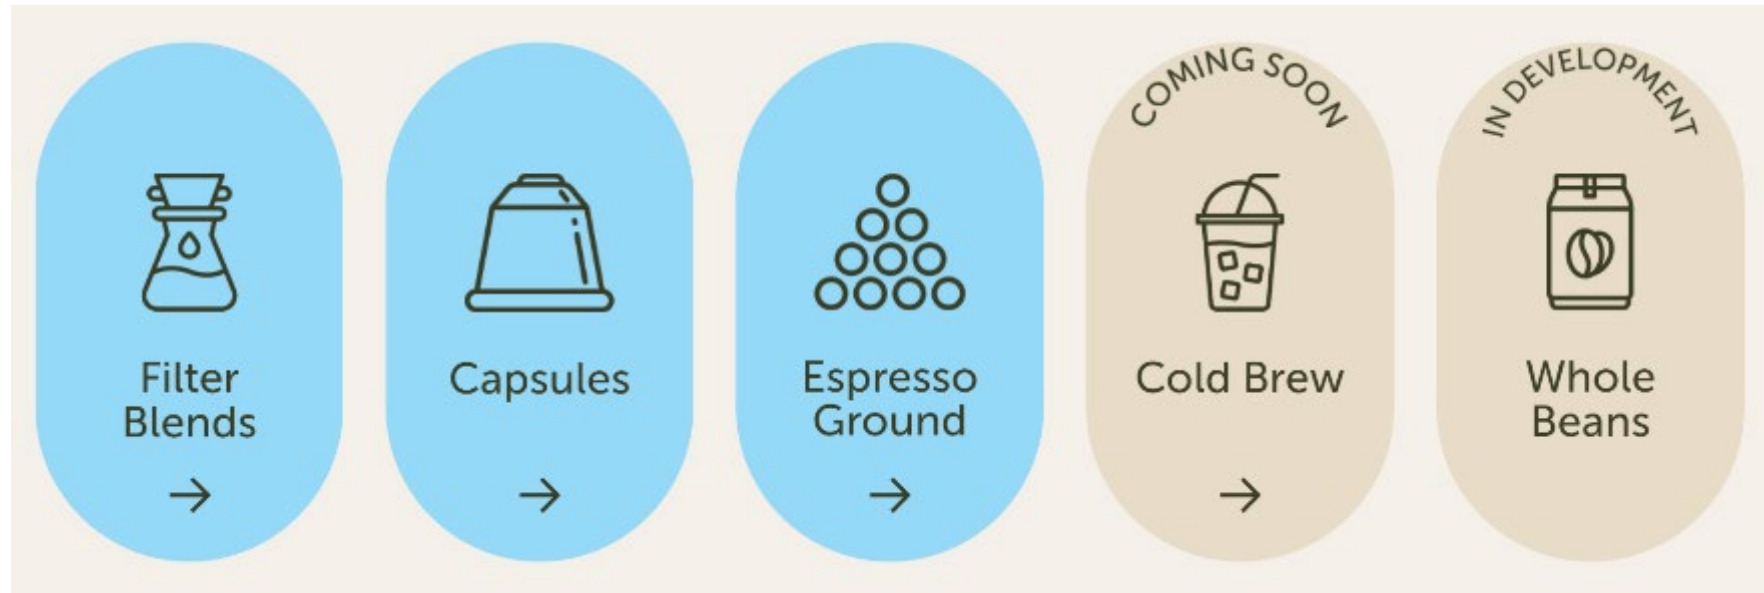 Filter
Blends
Capsules
Espresso
Ground
COMING SOON
Cold Brew
IN DEVELOPMENT
Whole
Beans